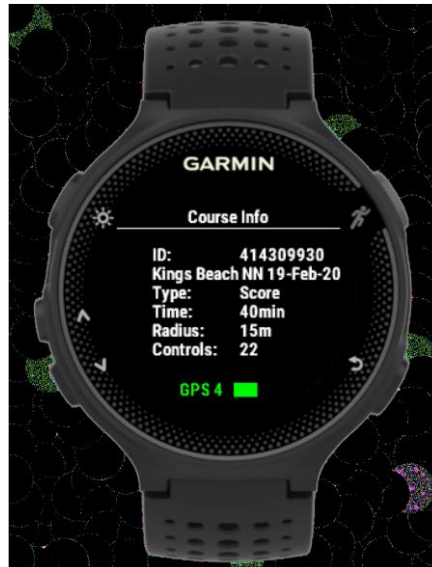 GARMIN
Course Info
ID: 414309930
Kings Beach NN 19-Feb-20
Type: Score
Time: 40min
Radius: 15m
Controls: 22
GPS 4